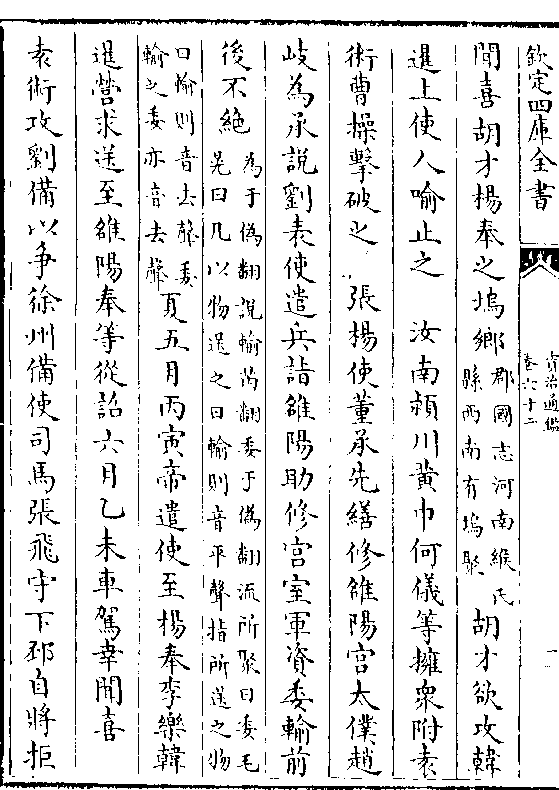 欽定四庫全書
資治通鑑
卷六十二
一
聞喜胡才楊奉之塢鄉
郡國志河南緱氏
縣西南有塢聚
胡才欲攻韓
暹上使人喻止之 汝南潁川黄巾何儀等擁衆附袁
術曹操擊破之 張楊使董承先繕修雒陽宫太僕趙
岐為承說劉表使遣兵詣雒陽助修宫室軍資委輸前
後不絶
為于偽翻說輸芮翻委于偽翻流所聚曰委毛
晃曰凡以物送之曰輸則音平聲指所送之物
曰輸則音去聲委
輸之委亦音去聲
夏五月丙寅帝遣使至楊奉李樂韓
暹營求送至雒陽奉等從詔六月乙未車駕幸聞喜
袁術攻劉備以爭徐州備使司馬張飛守下邳自將拒